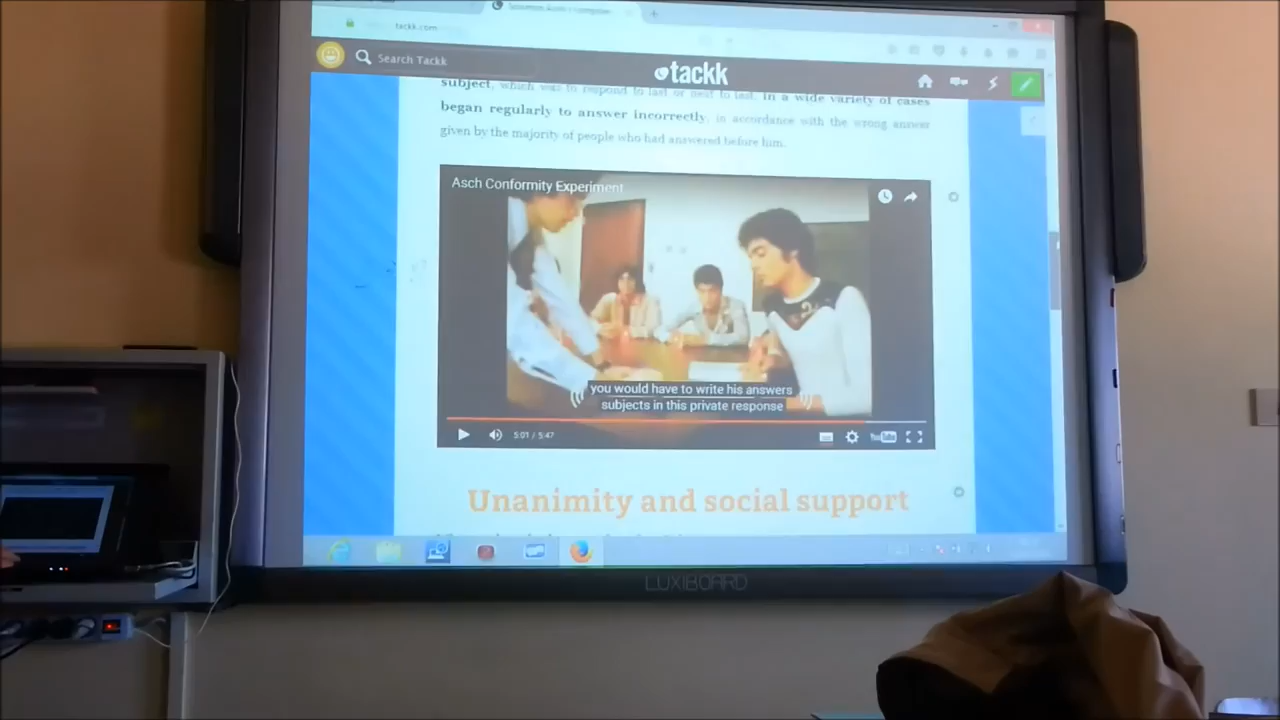 tackk.com
Search Tackk
tackk
subject, which was to respond to last or next to last. In a wide variety of cases
began regularly to answer incorrectly, in accordance with the wrong answer
given by the majority of people who had answered before him.
Asch Conformity Experiment
you would have to write his answers
subjects in this private response
5:01 / 5:47
YouTube
Unanimity and social support
LUXIBOARD